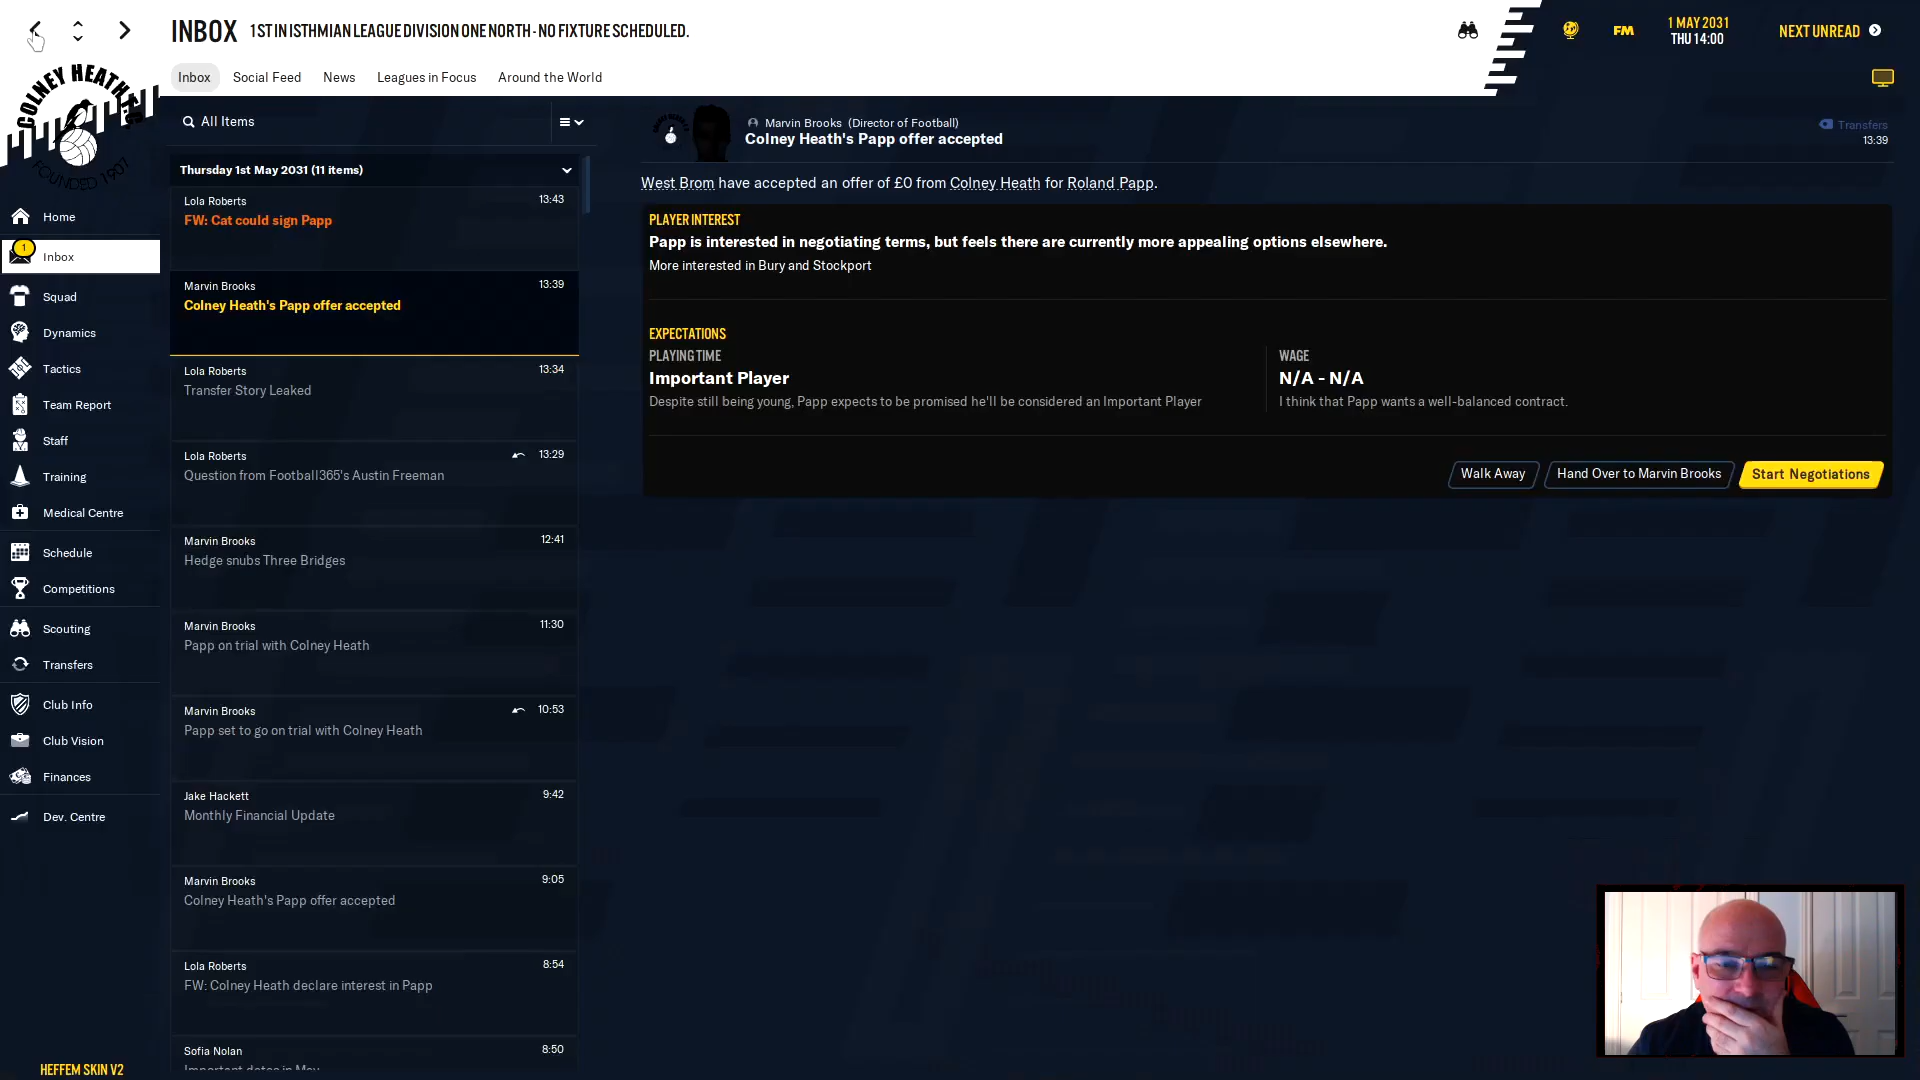 INBOX 1ST IN ISTHMIAN LEAGUE DIVISION ONE NORTH - NO FIXTURE SCHEDULED.
FM
1 MAY 2031
THU 14:00
NEXT UNREAD
Inbox Social Feed News Leagues in Focus Around the World
COLNEY HEATH
FOUNDED 1907
Home
1
Inbox
Squad
Dynamics
Tactics
Team Report
Staff
Training
Medical Centre
Schedule
Competitions
Scouting
Transfers
Club Info
Club Vision
Finances
Dev. Centre
HEFFEM SKIN V2
All Items
Thursday 1st May 2031 (11 items)
Lola Roberts 13:43
FW: Cat could sign Papp
Marvin Brooks 13:39
Colney Heath's Papp offer accepted
Lola Roberts 13:34
Transfer Story Leaked
Lola Roberts 13:29
Question from Football365's Austin Freeman
Marvin Brooks 12:41
Hedge snubs Three Bridges
Marvin Brooks 11:30
Papp on trial with Colney Heath
Marvin Brooks 10:53
Papp set to go on trial with Colney Heath
Jake Hackett 9:42
Monthly Financial Update
Marvin Brooks 9:05
Colney Heath's Papp offer accepted
Lola Roberts 8:54
FW: Colney Heath declare interest in Papp
Sofia Nolan 8:50
Important dates in May
Marvin Brooks (Director of Football)
Colney Heath's Papp offer accepted
Transfers
13:39
West Brom have accepted an offer of £0 from Colney Heath for Roland Papp.
PLAYER INTEREST
Papp is interested in negotiating terms, but feels there are currently more appealing options elsewhere.
More interested in Bury and Stockport
EXPECTATIONS
PLAYING TIME
Important Player
Despite still being young, Papp expects to be promised he'll be considered an Important Player
WAGE
N/A - N/A
I think that Papp wants a well-balanced contract.
Walk Away Hand Over to Marvin Brooks Start Negotiations